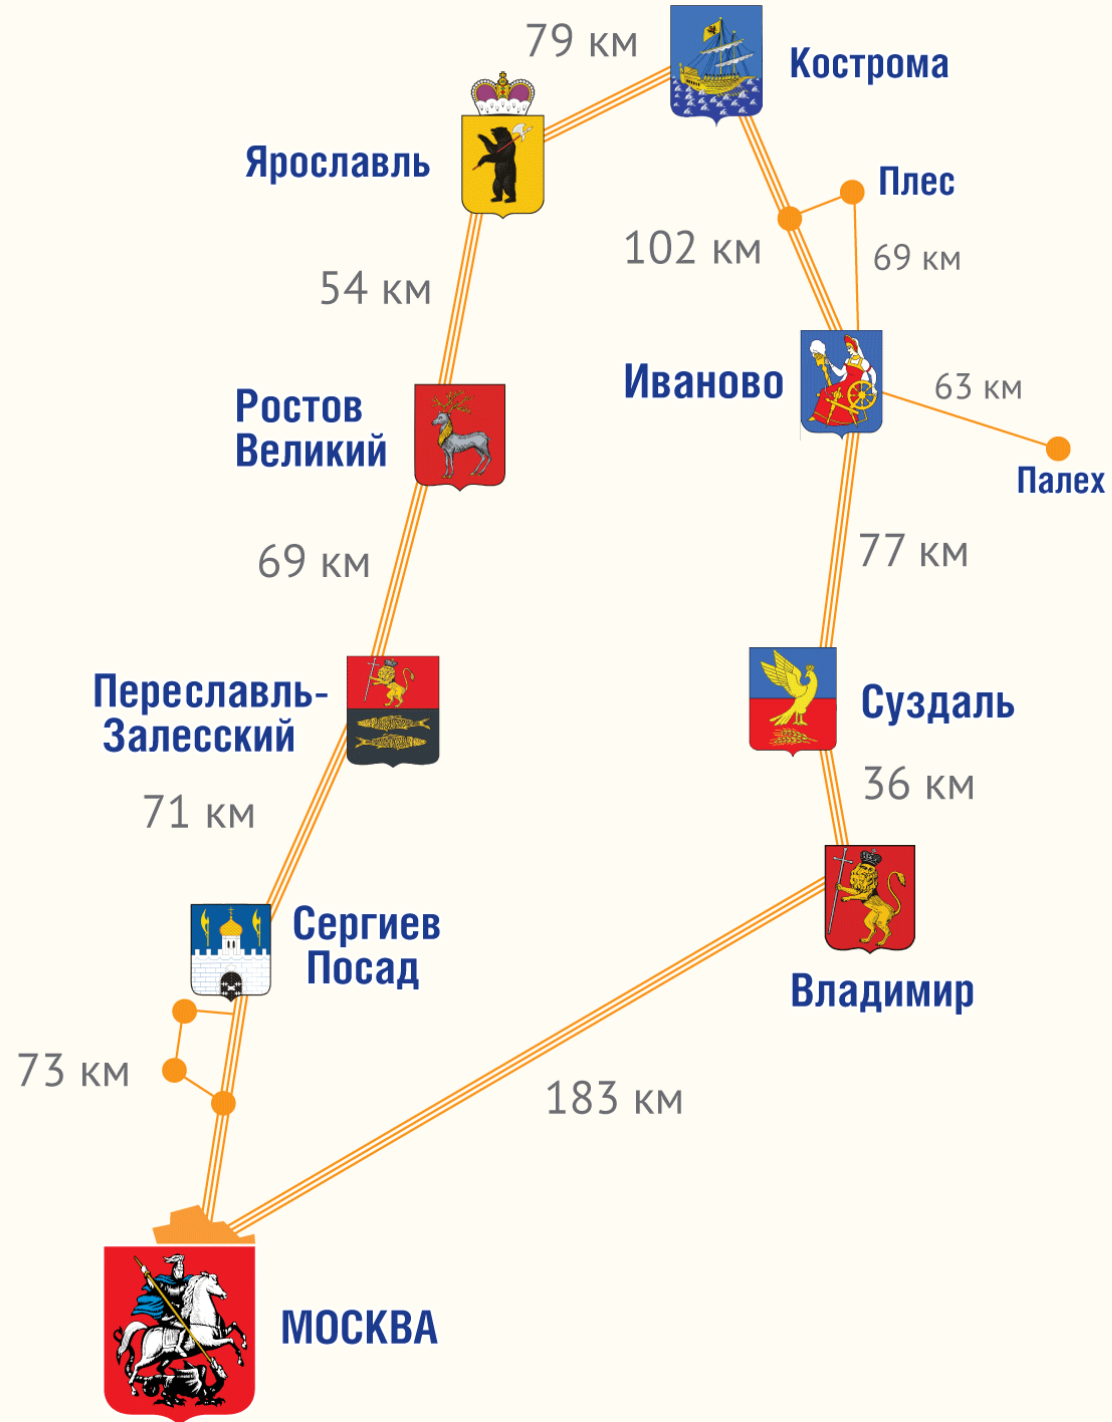 79 км
Кострома
Ярославль
Плес
102 км
69 км
54 км
Иваново
63 км
Ростов
Великий
Палех
77 км
69 км
Переславль-
Залесский
Суздаль
36 км
71 км
Сергиев
Посад
Владимир
73 км
183 км
МОСКВА